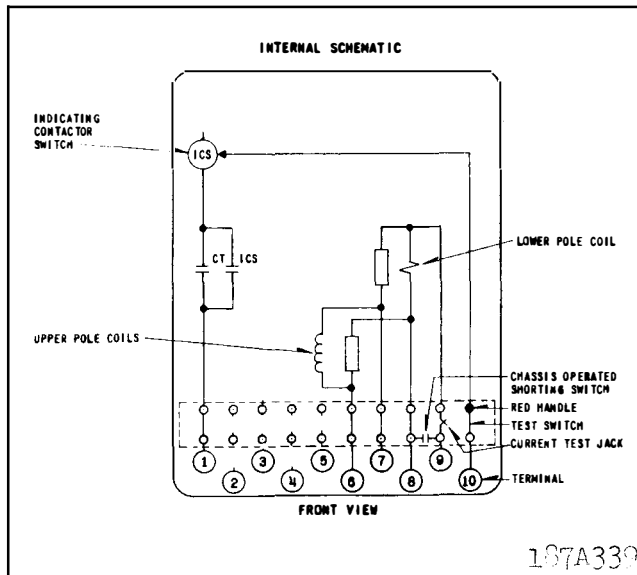 INTERNAL SCHEMATIC
INDICATING
CONTACTOR
SWITCH
ICS
CT
ICS
LOWER POLE COIL
UPPER POLE COILS
CHASSIS OPERATED
SHORTING SWITCH
RED HANDLE
TEST SWITCH
CURRENT TEST JACK
1
3
5
7
9
2
4
6
8
10
TERMINAL
FRONT VIEW
187A339